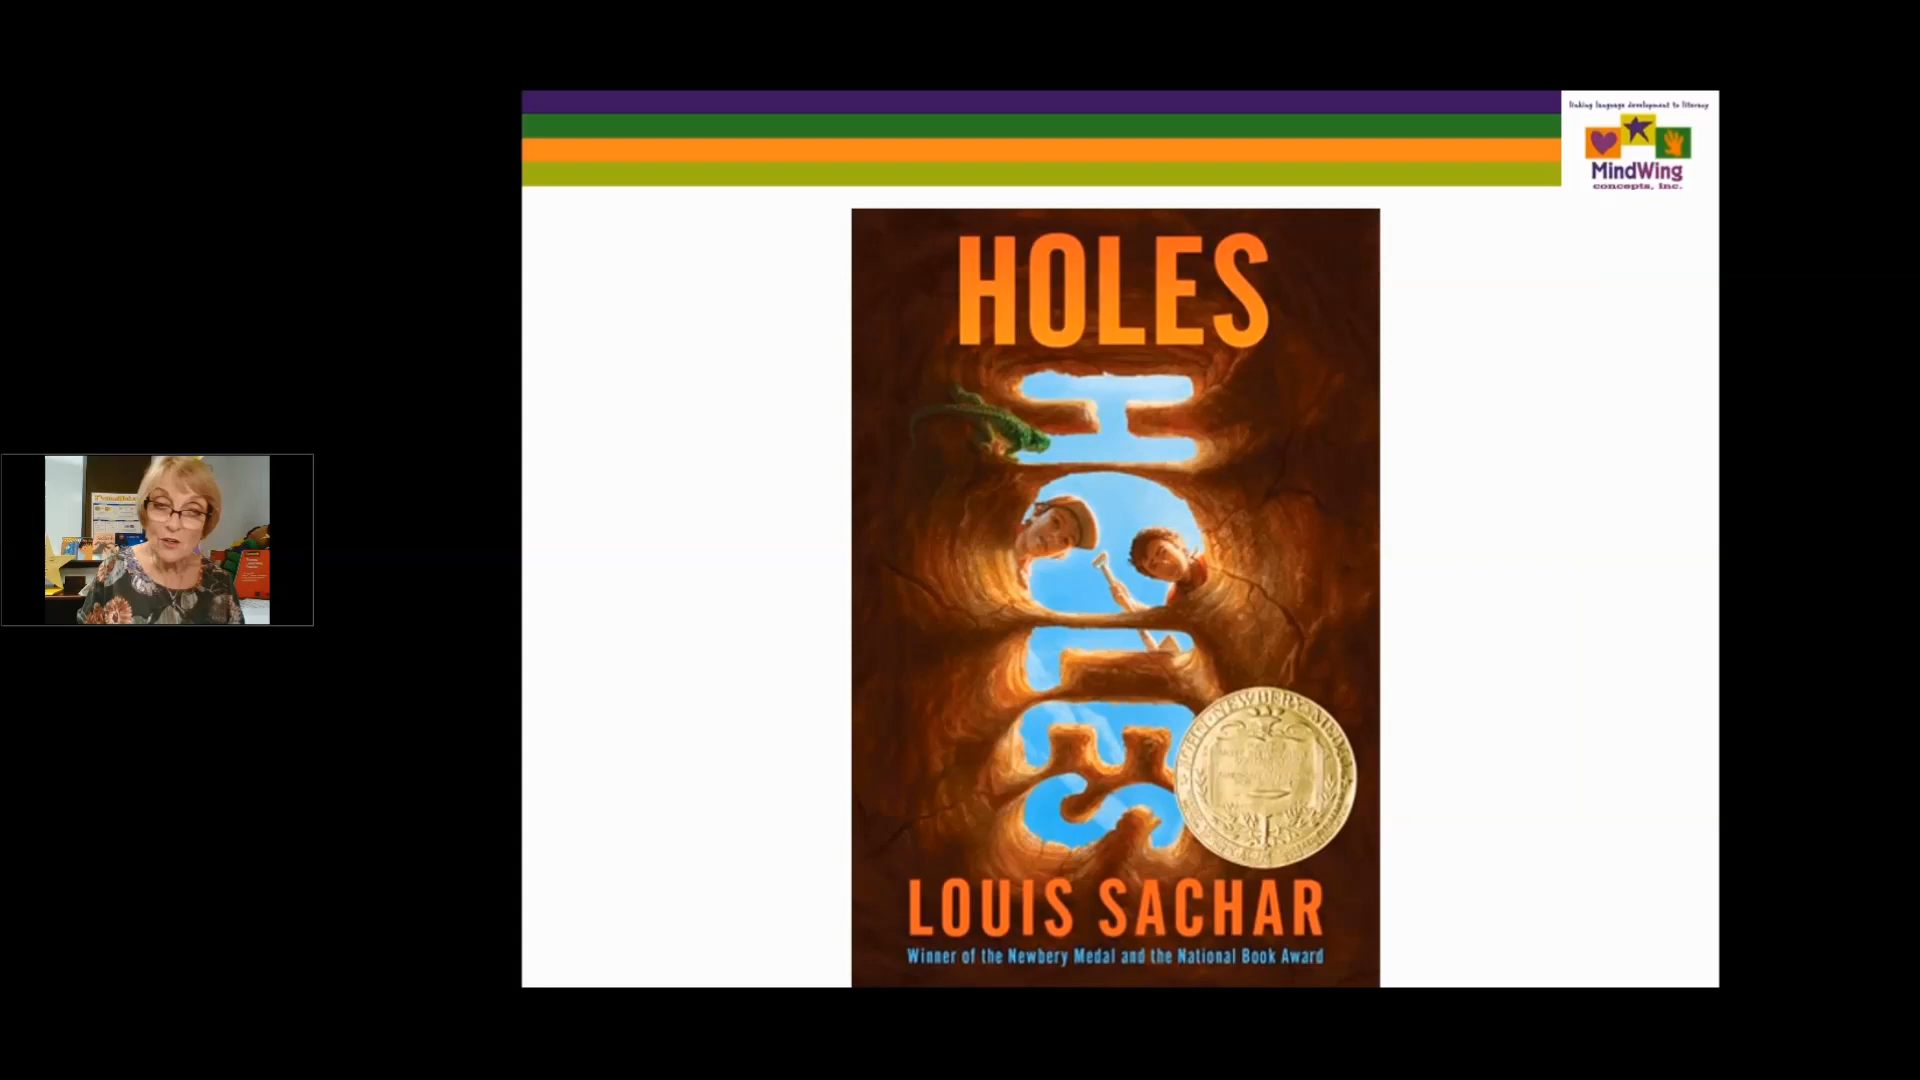 linking language development to literacy
MindWing
concepts, inc.
HOLES
HOLES
LOUIS SACHAR
Winner of the Newbery Medal and the National Book Award